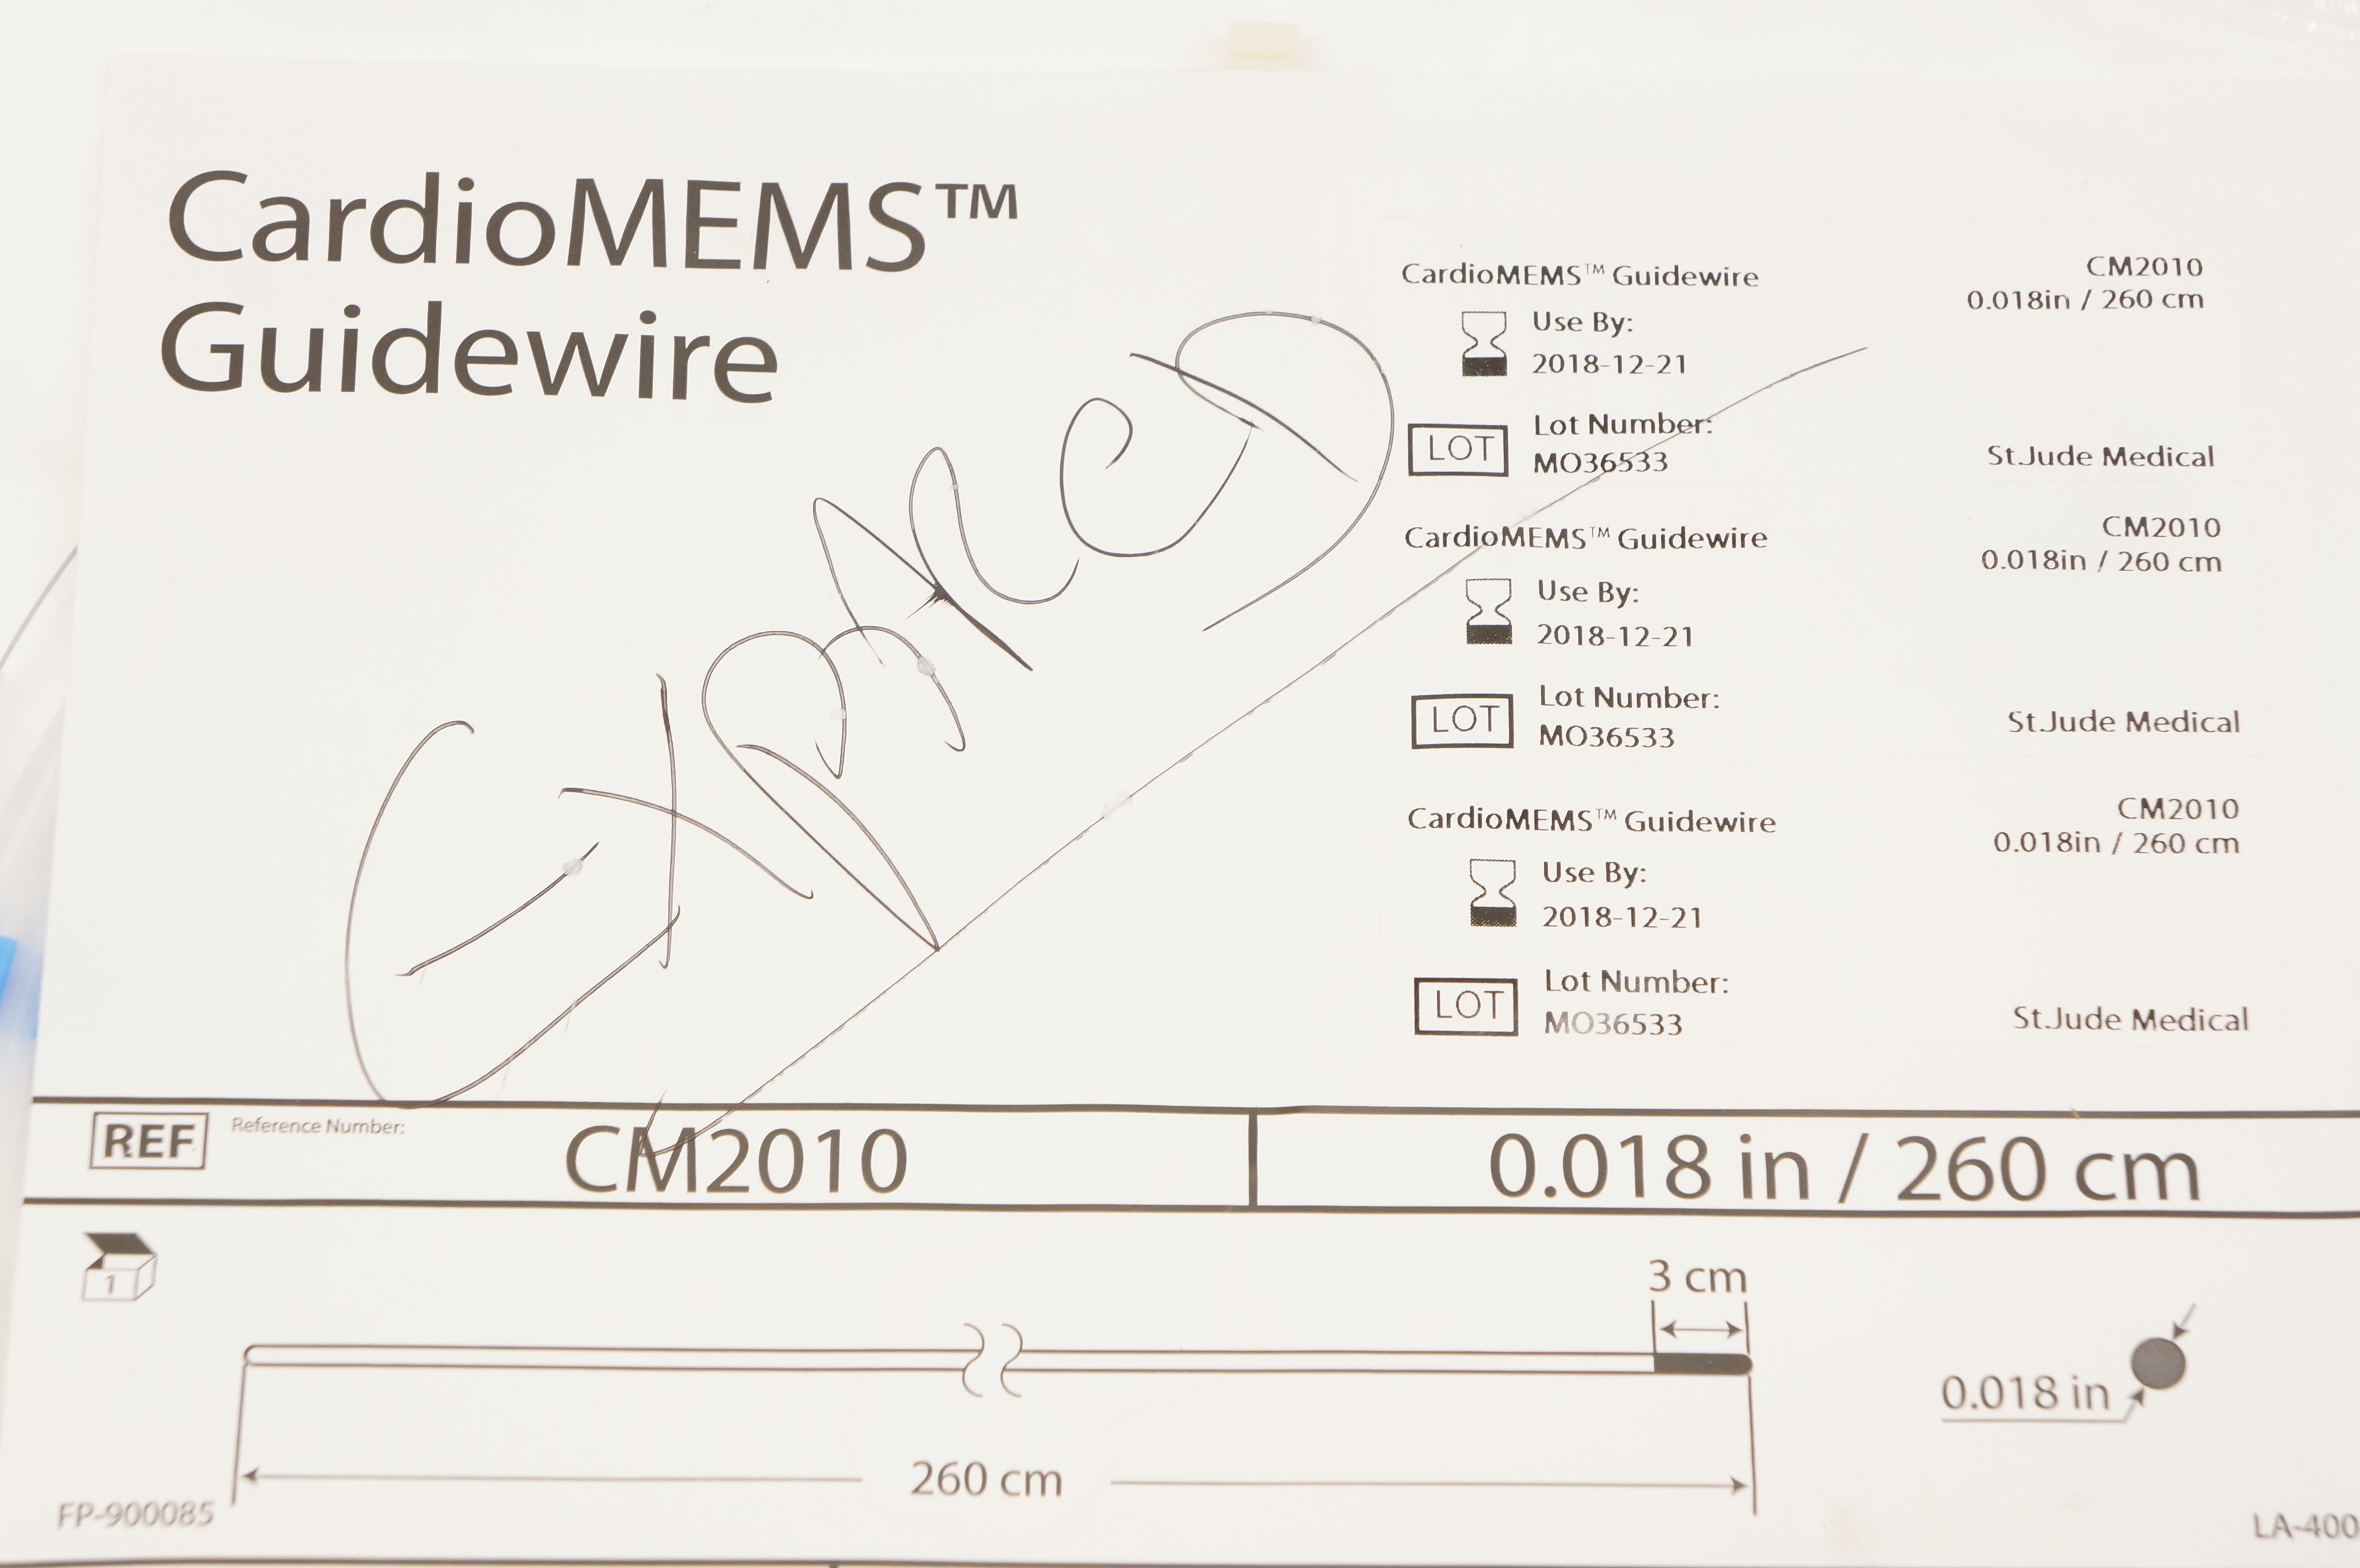 CardioMEMS™
Guidewire
EXPIRED
CardioMEMS™ Guidewire
CM2010
0.018in / 260 cm
Use By:
2018-12-21
LOT
Lot Number:
MO36533
St.Jude Medical
CardioMEMS™ Guidewire
CM2010
0.018in / 260 cm
Use By:
2018-12-21
LOT
Lot Number:
MO36533
St.Jude Medical
CardioMEMS™ Guidewire
CM2010
0.018in / 260 cm
Use By:
2018-12-21
LOT
Lot Number:
MO36533
St.Jude Medical
REF
Reference Number:
CM2010
0.018 in / 260 cm
1
3 cm
0.018 in
260 cm
FP-900085
LA-400